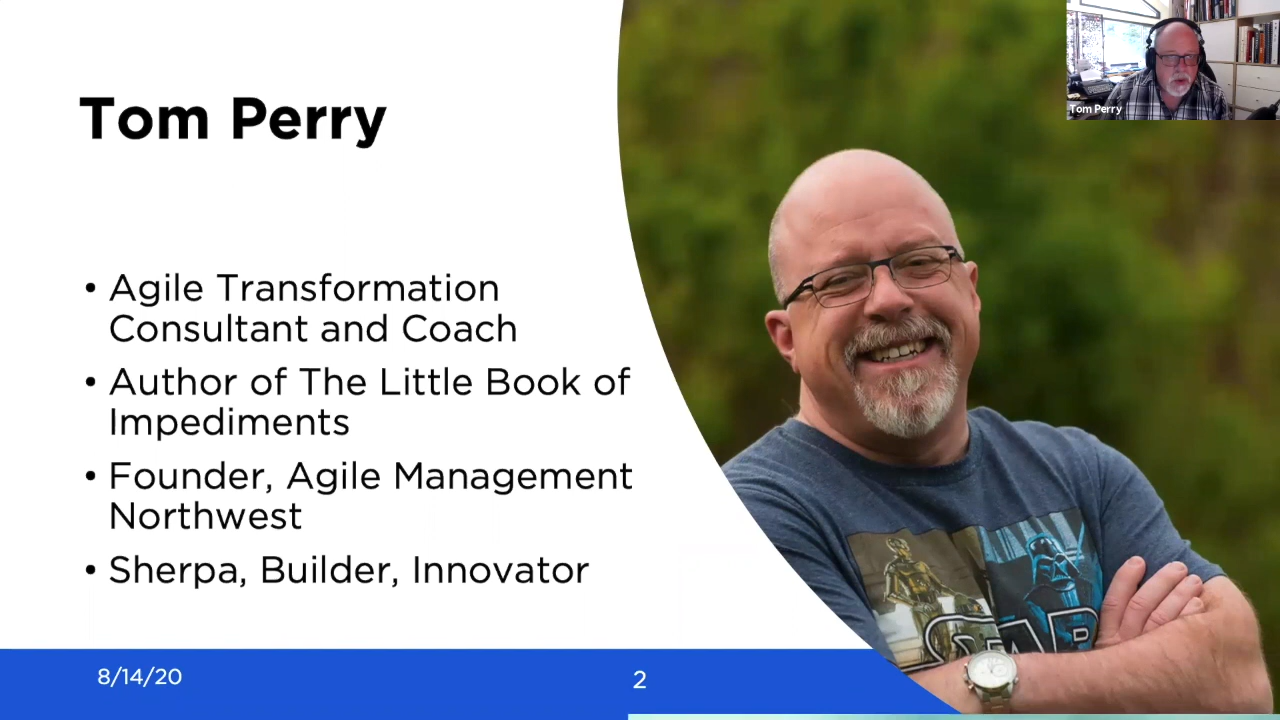 Tom Perry
Tom Perry
• Agile Transformation
Consultant and Coach
• Author of The Little Book of
Impediments
• Founder, Agile Management
Northwest
• Sherpa, Builder, Innovator
STAR
8/14/20
2